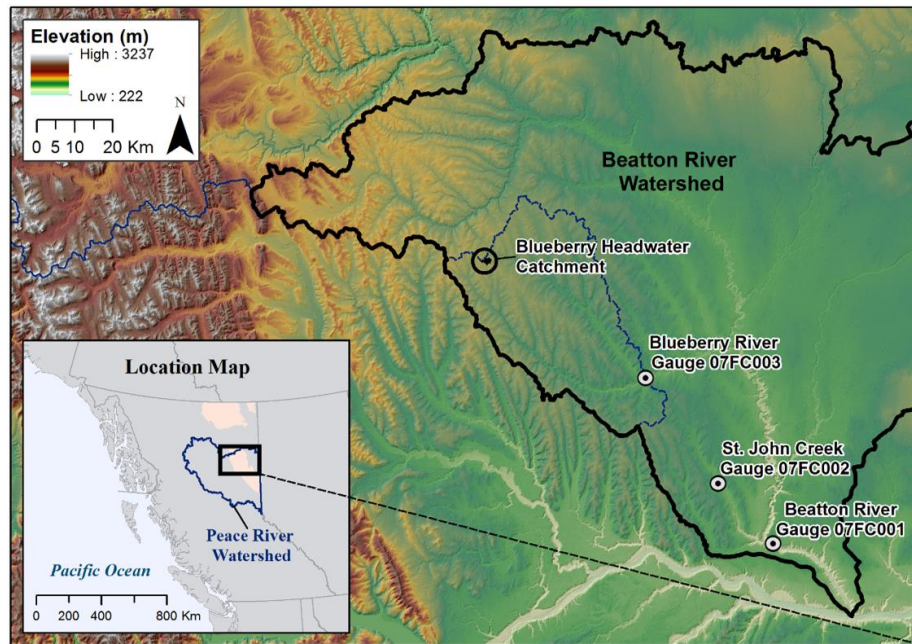 Elevation (m)
High : 3237
Low : 222
N
0 5 10 20 Km
Beatton River
Watershed
Blueberry Headwater
Catchment
Blueberry River
Gauge 07FC003
St. John Creek
Gauge 07FC002
Beatton River
Gauge 07FC001
Location Map
Peace River
Watershed
Pacific Ocean
0 200 400 800 Km